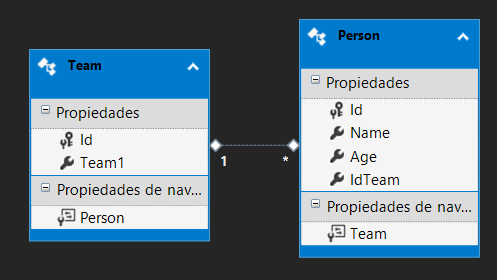 Team
Propiedades
Id
Team1
Propiedades de nav...
Person
1
*
Person
Propiedades
Id
Name
Age
IdTeam
Propiedades de nav...
Team